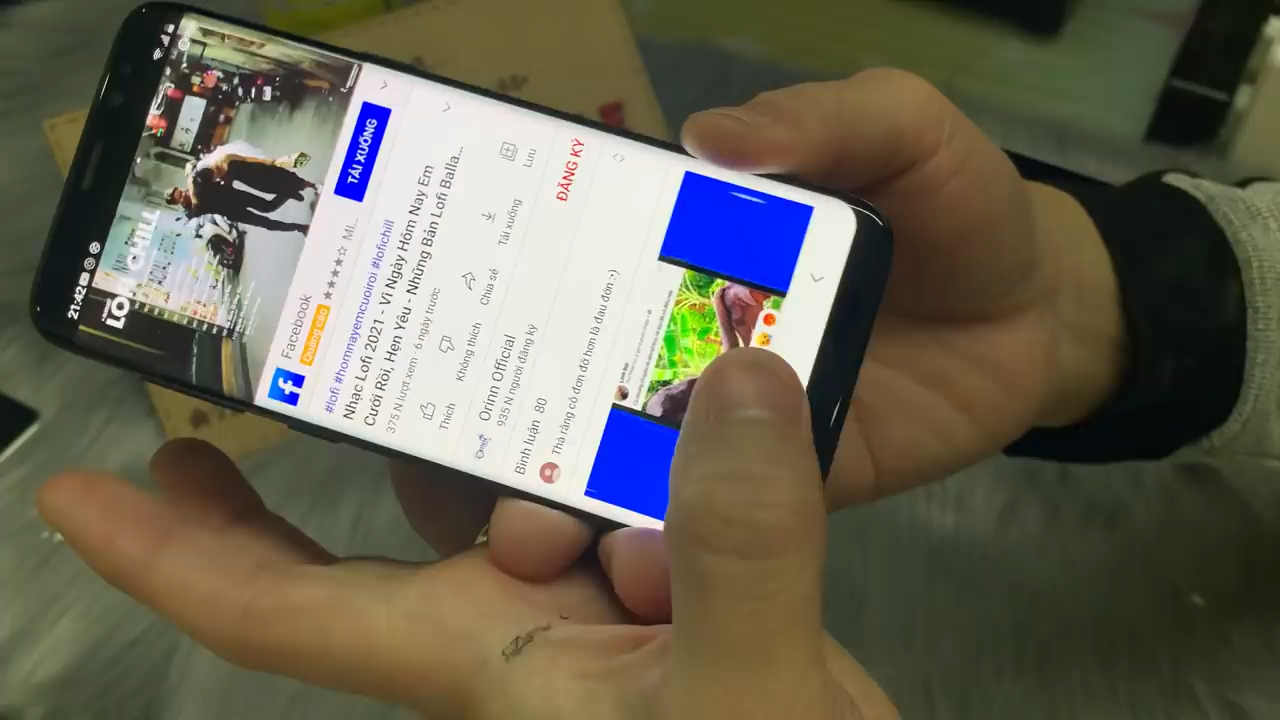 21:42
LOFI CHILL
Facebook
Quảng cáo ★★★★☆ Mi...
TẢI XUỐNG
#lofi #homnayemcuoiroi #lofichill
Nhạc Lofi 2021 - Vì Ngày Hôm Nay Em
Cưới Rồi, Hẹn Yêu - Những Bản Lofi Balla...
375 N lượt xem · 6 ngày trước
Thích
Không thích
Chia sẻ
Tải xuống
Lưu
Orinn Official
935 N người đăng ký
ĐĂNG KÝ
Bình luận 80
Thà rằng cô đơn đỡ hơn là đau đớn :)